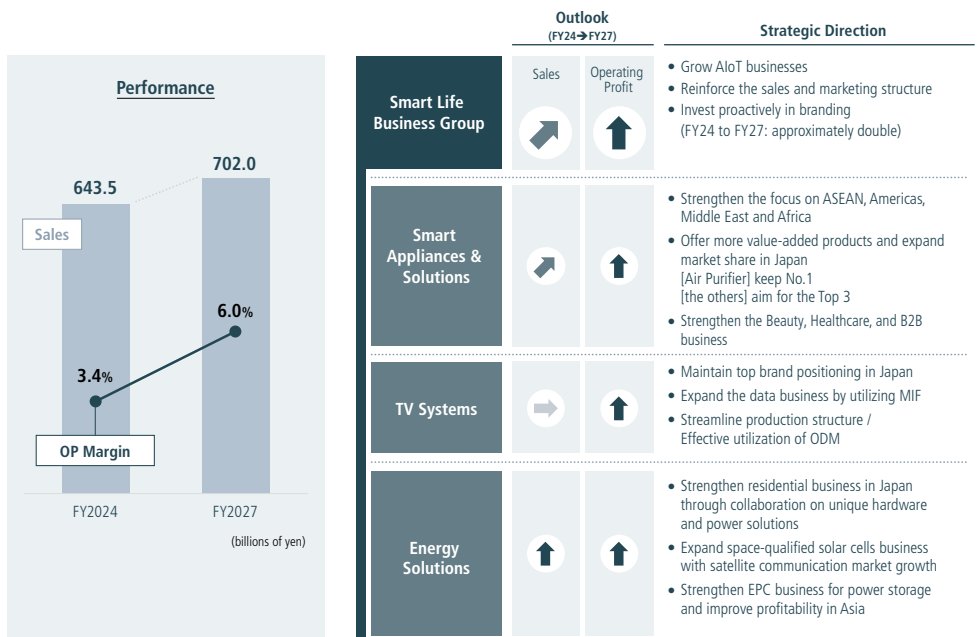 Performance
643.5
702.0
Sales
3.4%
6.0%
OP Margin
FY2024
FY2027
(billions of yen)
Outlook
(FY24➔FY27)
Strategic Direction
Smart Life
Business Group
Sales
Operating
Profit
• Grow AIoT businesses
• Reinforce the sales and marketing structure
• Invest proactively in branding
(FY24 to FY27: approximately double)
Smart
Appliances &
Solutions
• Strengthen the focus on ASEAN, Americas,
Middle East and Africa
• Offer more value-added products and expand
market share in Japan
[Air Purifier] keep No.1
[the others] aim for the Top 3
• Strengthen the Beauty, Healthcare, and B2B
business
TV Systems
• Maintain top brand positioning in Japan
• Expand the data business by utilizing MIF
• Streamline production structure /
Effective utilization of ODM
Energy
Solutions
• Strengthen residential business in Japan
through collaboration on unique hardware
and power solutions
• Expand space-qualified solar cells business
with satellite communication market growth
• Strengthen EPC business for power storage
and improve profitability in Asia